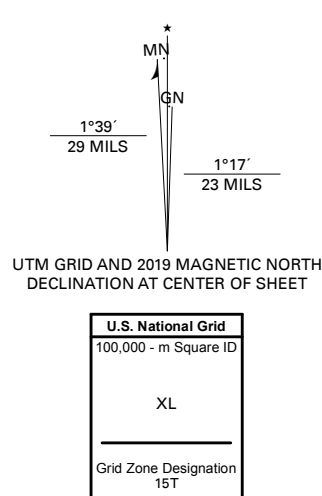 MN
GN
1°39´
29 MILS
1°17´
23 MILS
UTM GRID AND 2019 MAGNETIC NORTH
DECLINATION AT CENTER OF SHEET
U.S. National Grid
100,000 - m Square ID
XL
Grid Zone Designation
15T